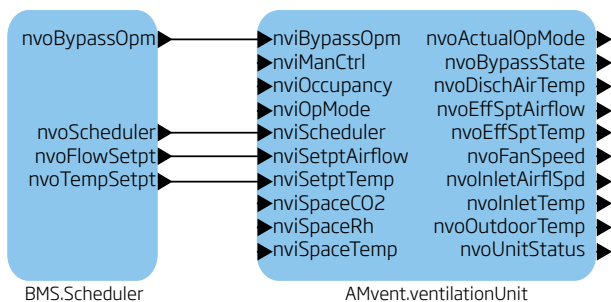 nvoBypassOpm nviBypassOpm nvoActualOpMode
nviManCtrl nvoBypassState
nviOccupancy nvoDischAirTemp
nviOpMode nvoEffSptAirflow
nvoScheduler nviScheduler nvoEffSptTemp
nvoFlowSetpt nviSetptAirflow nvoFanSpeed
nvoTempSetpt nviSetptTemp nvoInletAirflSpd
nviSpaceCO2 nvoInletTemp
nviSpaceRh nvoOutdoorTemp
nviSpaceTemp nvoUnitStatus
BMS.Scheduler AMvent.ventilationUnit